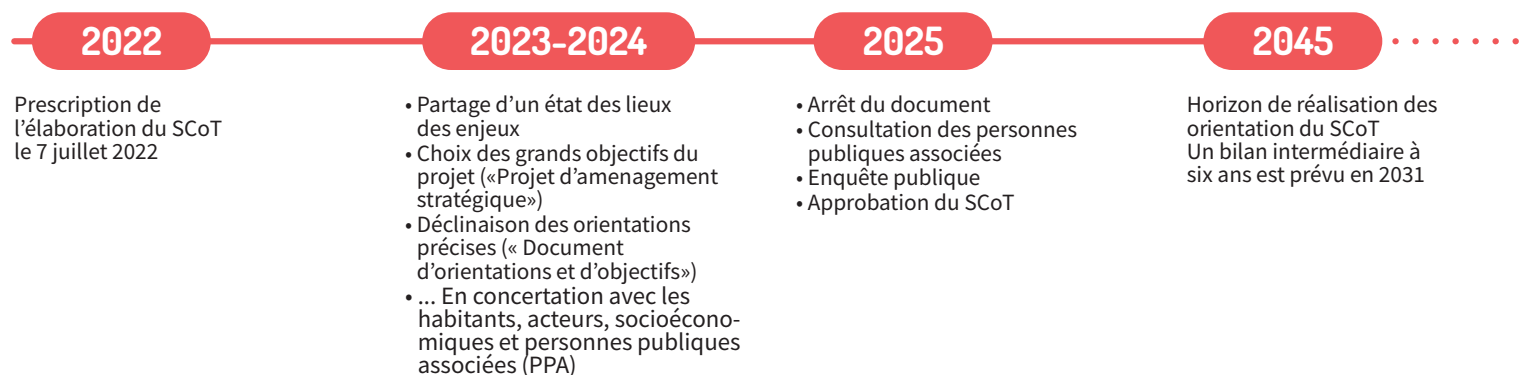 2022
Prescription de
l’élaboration du SCoT
le 7 juillet 2022
2023-2024
• Partage d’un état des lieux
des enjeux
• Choix des grands objectifs du
projet («Projet d’amenagement
stratégique»)
• Déclinaison des orientations
précises (« Document
d’orientations et d’objectifs»)
• ... En concertation avec les
habitants, acteurs, socioécono-
miques et personnes publiques
associées (PPA)
2025
• Arrêt du document
• Consultation des personnes
publiques associées
• Enquête publique
• Approbation du SCoT
2045
Horizon de réalisation des
orientation du SCoT
Un bilan intermédiaire à
six ans est prévu en 2031